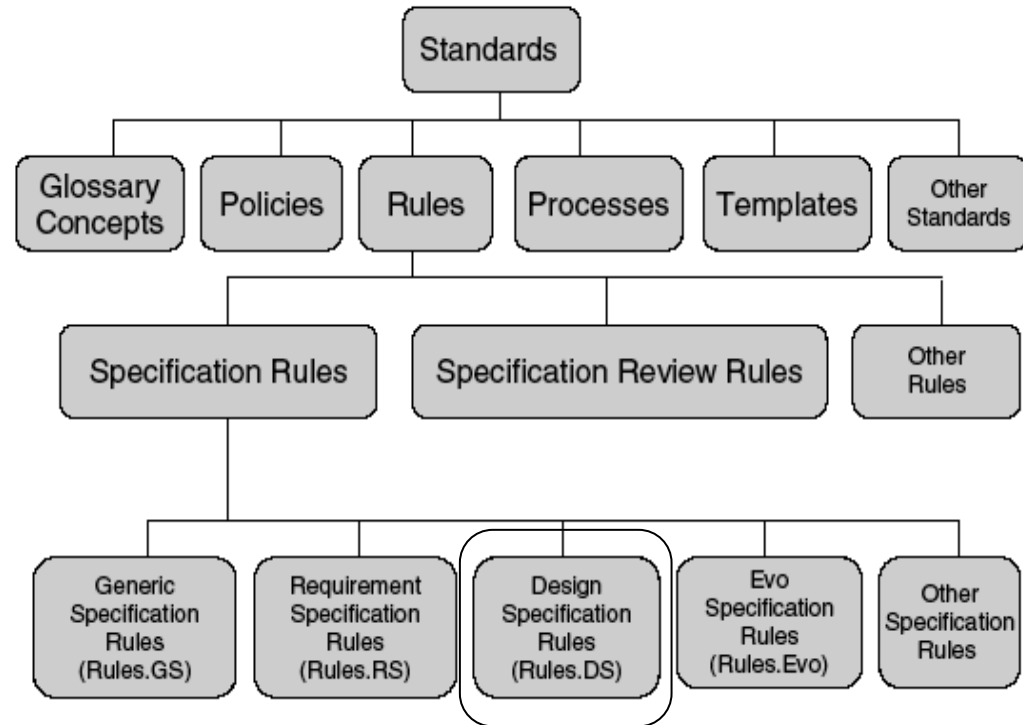 Standards
Glossary
Concepts
Policies
Rules
Processes
Templates
Other
Standards
Specification Rules
Specification Review Rules
Other
Rules
Generic
Specification
Rules
(Rules.GS)
Requirement
Specification
Rules
(Rules.RS)
Design
Specification
Rules
(Rules.DS)
Evo
Specification
Rules
(Rules.Evo)
Other
Specification
Rules